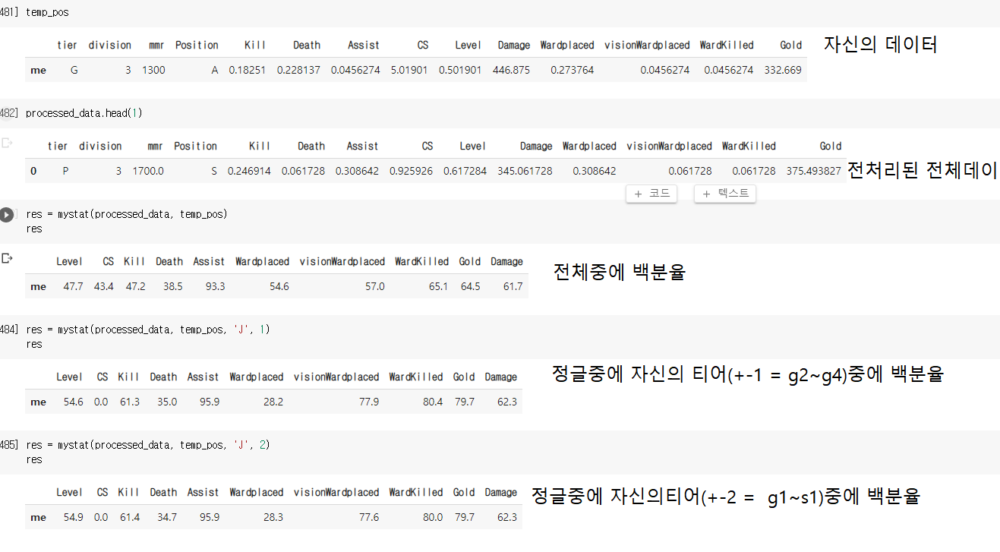 481] temp_pos
tier division mmr Position Kill Death Assist CS Level Damage Wardplaced visionWardplaced WardKilled Gold 자신의 데이터
me G 3 1300 A 0.18251 0.228137 0.0456274 5.01901 0.501901 446.875 0.273764 0.0456274 0.0456274 332.669
482] processed_data.head(1)
tier division mmr Position Kill Death Assist CS Level Damage Wardplaced visionWardplaced WardKilled Gold
0 P 3 1700.0 S 0.246914 0.061728 0.308642 0.925926 0.617284 345.061728 0.308642 0.061728 0.061728 375.493827 전처리된 전체데이
+ 코드 + 텍스트
res = mystat(processed_data, temp_pos)
res
Level CS Kill Death Assist Wardplaced visionWardplaced WardKilled Gold Damage
전체중에 백분율
me 47.7 43.4 47.2 38.5 93.3 54.6 57.0 65.1 64.5 61.7
484] res = mystat(processed_data, temp_pos, 'J', 1)
res
Level CS Kill Death Assist Wardplaced visionWardplaced WardKilled Gold Damage 정글중에 자신의 티어(+-1 = g2~g4)중에 백분율
me 54.6 0.0 61.3 35.0 95.9 28.2 77.9 80.4 79.7 62.3
485] res = mystat(processed_data, temp_pos, 'J', 2)
res
Level CS Kill Death Assist Wardplaced visionWardplaced WardKilled Gold Damage 정글중에 자신의티어(+-2 = g1~s1)중에 백분율
me 54.9 0.0 61.4 34.7 95.9 28.3 77.6 80.0 79.7 62.3